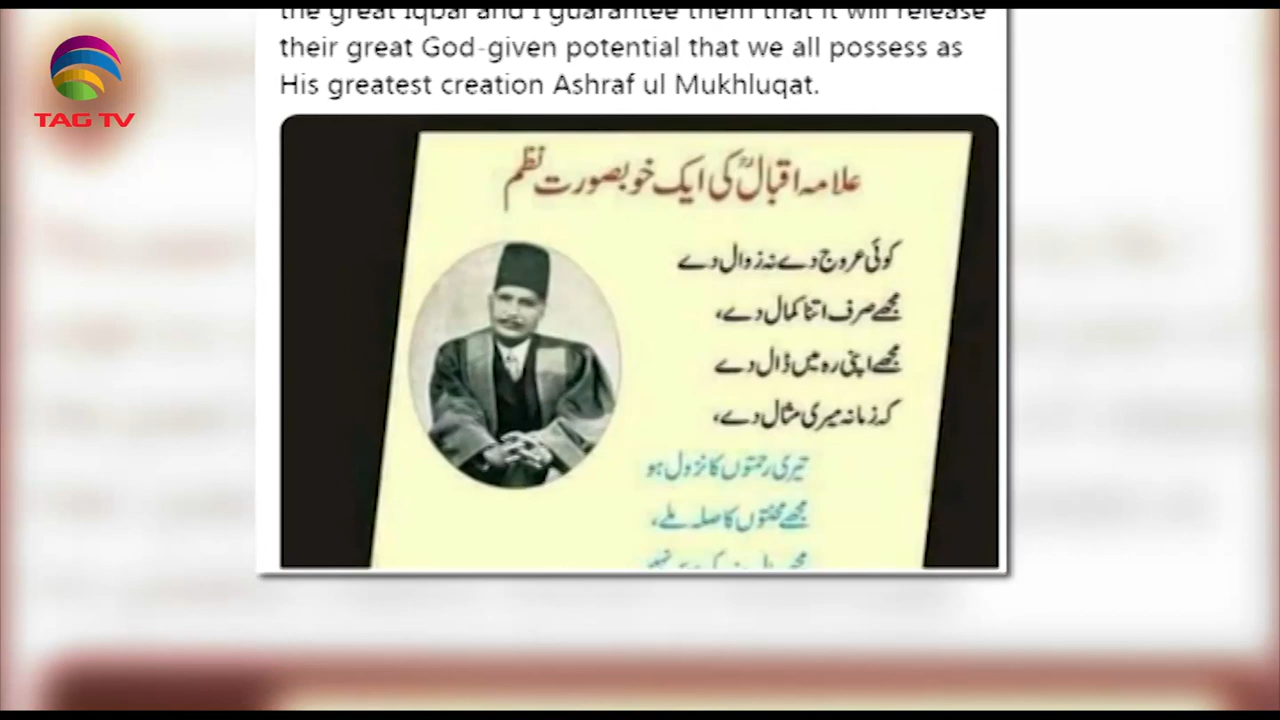 the great Iqbal and I guarantee them that it will release
their great God-given potential that we all possess as
His greatest creation Ashraf ul Mukhluqat.
TAG TV
علامہ اقبالؒ کی ایک خوبصورت نظم
کوئی عروج دے نہ زوال دے
مجھے صرف اتنا کمال دے،
مجھے اپنی رہ میں ڈال دے
کہ زمانہ میری مثال دے،
تیری رحمتوں کا نزول ہو
مجھے محنتوں کا صلہ ملے،